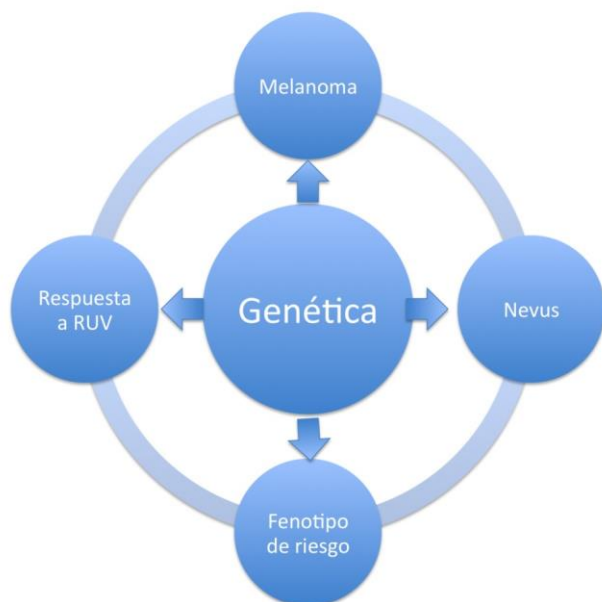 Melanoma
Respuesta
a RUV
Genética
Nevus
Fenotipo
de riesgo